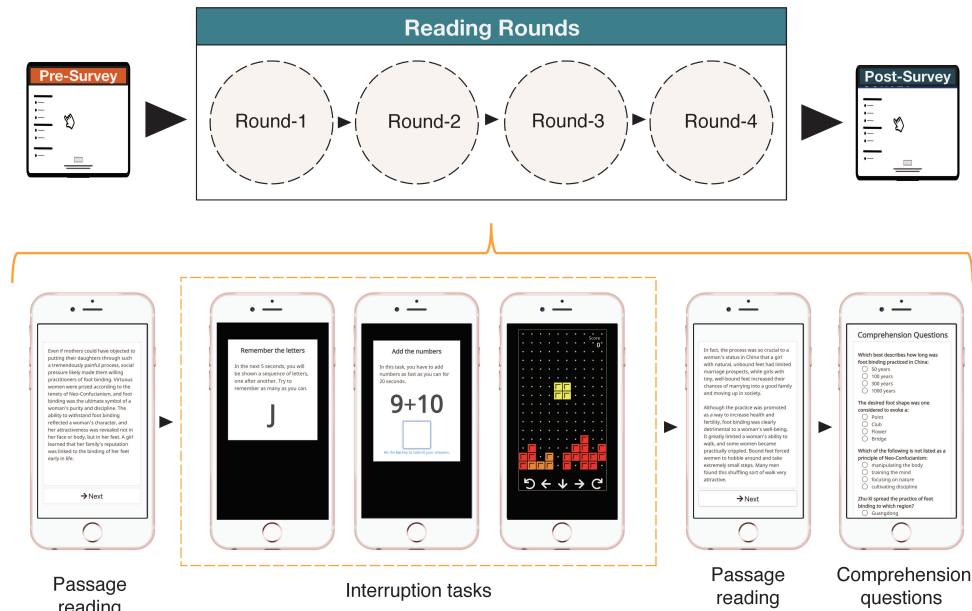 Reading Rounds
Pre-Survey
Post-Survey
Round-1
Round-2
Round-3
Round-4
Even if mothers could have objected to
putting their daughters through such
a tremendously painful process, social
pressure likely made them willing
practitioners of foot binding. Virtuous
women were prized according to the
tenets of Neo-Confucianism, and foot
binding was the ultimate symbol of a
woman's purity and discipline. The
ability to withstand foot binding
reflected a woman's character, and
her attractiveness was revealed not in
her face or body, but in her feet. A girl
learned that her family's reputation
was linked to the binding of her feet
early in life.
→ Next
Remember the letters
In the next 5 seconds, you will
be shown a sequence of letters,
one after another. Try to
remember as many as you can.
J
Add the numbers
In this task, you have to add
numbers as fast as you can for
20 seconds.
9+10
Hit the Go key to submit your answers.
Score
0
In fact, the process was so crucial to a
woman's status in China that a girl
with natural, unbound feet had limited
marriage prospects, while girls with
tiny, well-bound feet increased their
chances of marrying into a good family
and moving up in society.
Although the practice was promoted
as a way to increase health and
fertility, foot binding was clearly
detrimental to a woman's well-being.
It greatly limited a woman's ability to
walk, and some women became
practically crippled. Bound feet forced
women to hobble around and take
extremely small steps. Many men
found this shuffling sort of walk very
attractive.
→ Next
Comprehension Questions
Which best describes how long was
foot binding practiced in China:
50 years
100 years
300 years
1000 years
The desired foot shape was one
considered to evoke a:
Point
Club
Flower
Bridge
Which of the following is not listed as a
principle of Neo-Confucianism:
manipulating the body
training the mind
focusing on nature
cultivating discipline
Zhu Xi spread the practice of foot
binding to which region?
Guangdong
Passage
reading
Interruption tasks
Passage
reading
Comprehension
questions